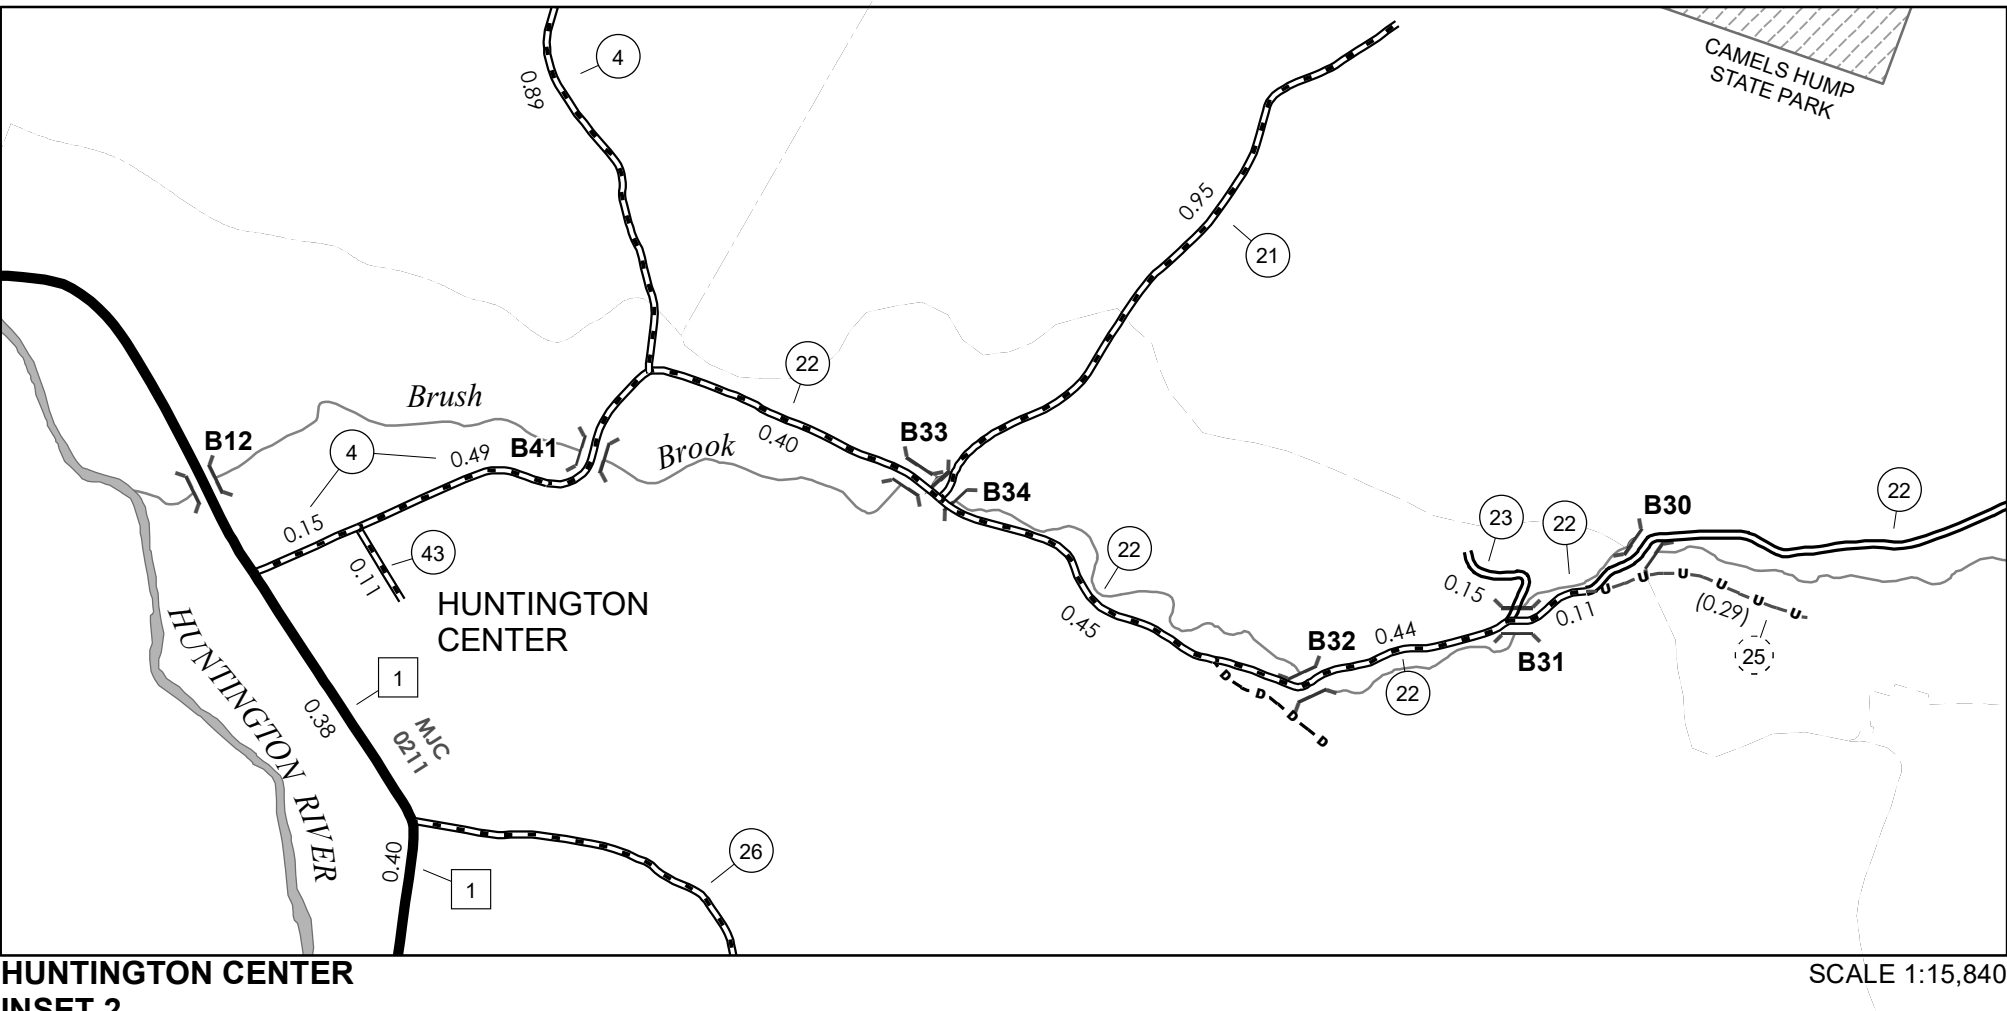 CAMELS HUMP
STATE PARK
4
0.89
0.95
21
22
Brush
0.40
B33
B12
4
0.49
B41
Brook
B34
22
B30
23
22
0.15
43
0.11
22
0.15
0.11
U U U U U U
(0.29)
25
HUNTINGTON
CENTER
0.45
B32
0.44
B31
22
D D D D
HUNTINGTON RIVER
1
0.38
MJC
0211
0.40
1
26
HUNTINGTON CENTER
SCALE 1:15,840
INSET 2